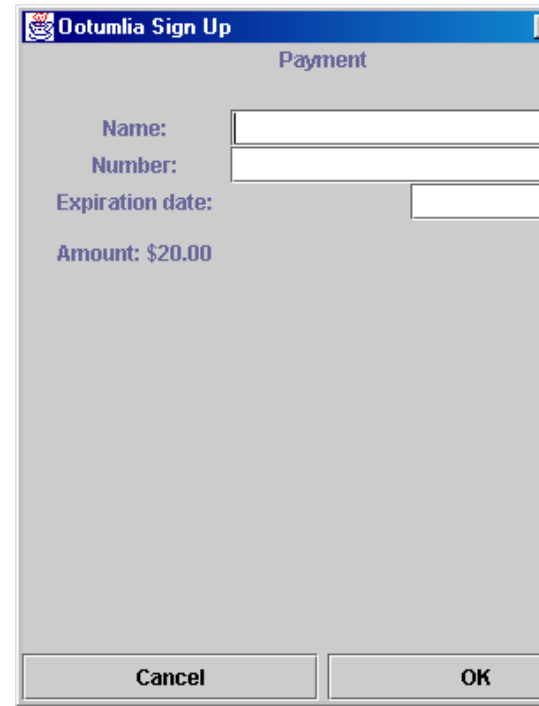 Ootumlia Sign Up
Payment
Name:
Number:
Expiration date:
Amount: $20.00
Cancel OK